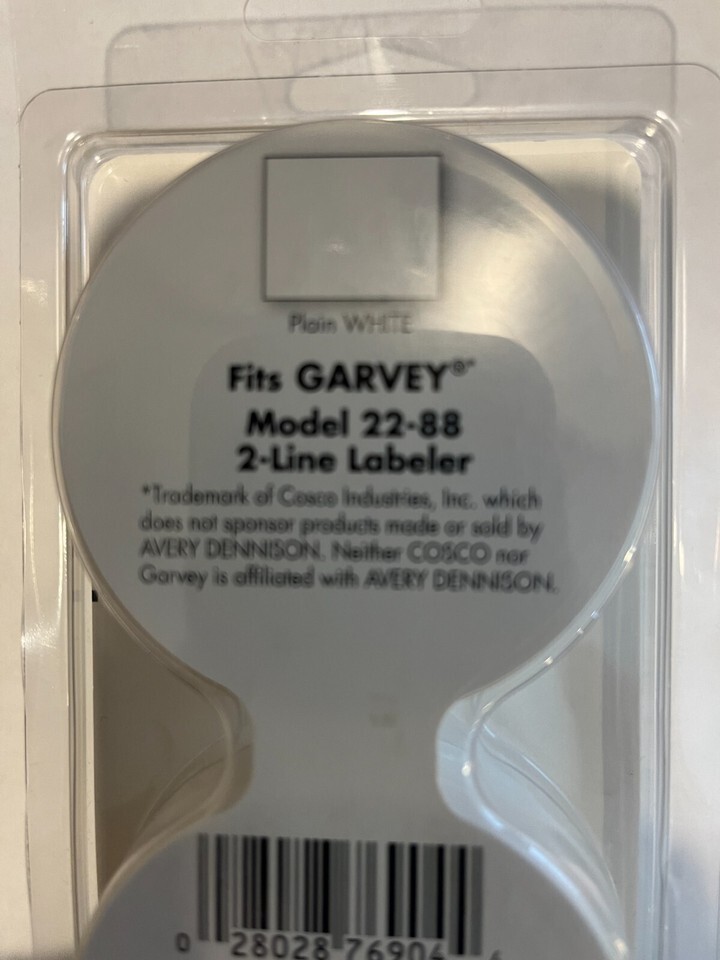 Plain WHITE
Fits GARVEY®*
Model 22-88
2-Line Labeler
*Trademark of Cosco Industries, Inc. which
does not sponsor products made or sold by
AVERY DENNISON. Neither COSCO nor
Garvey is affiliated with AVERY DENNISON.
0 28028 76904